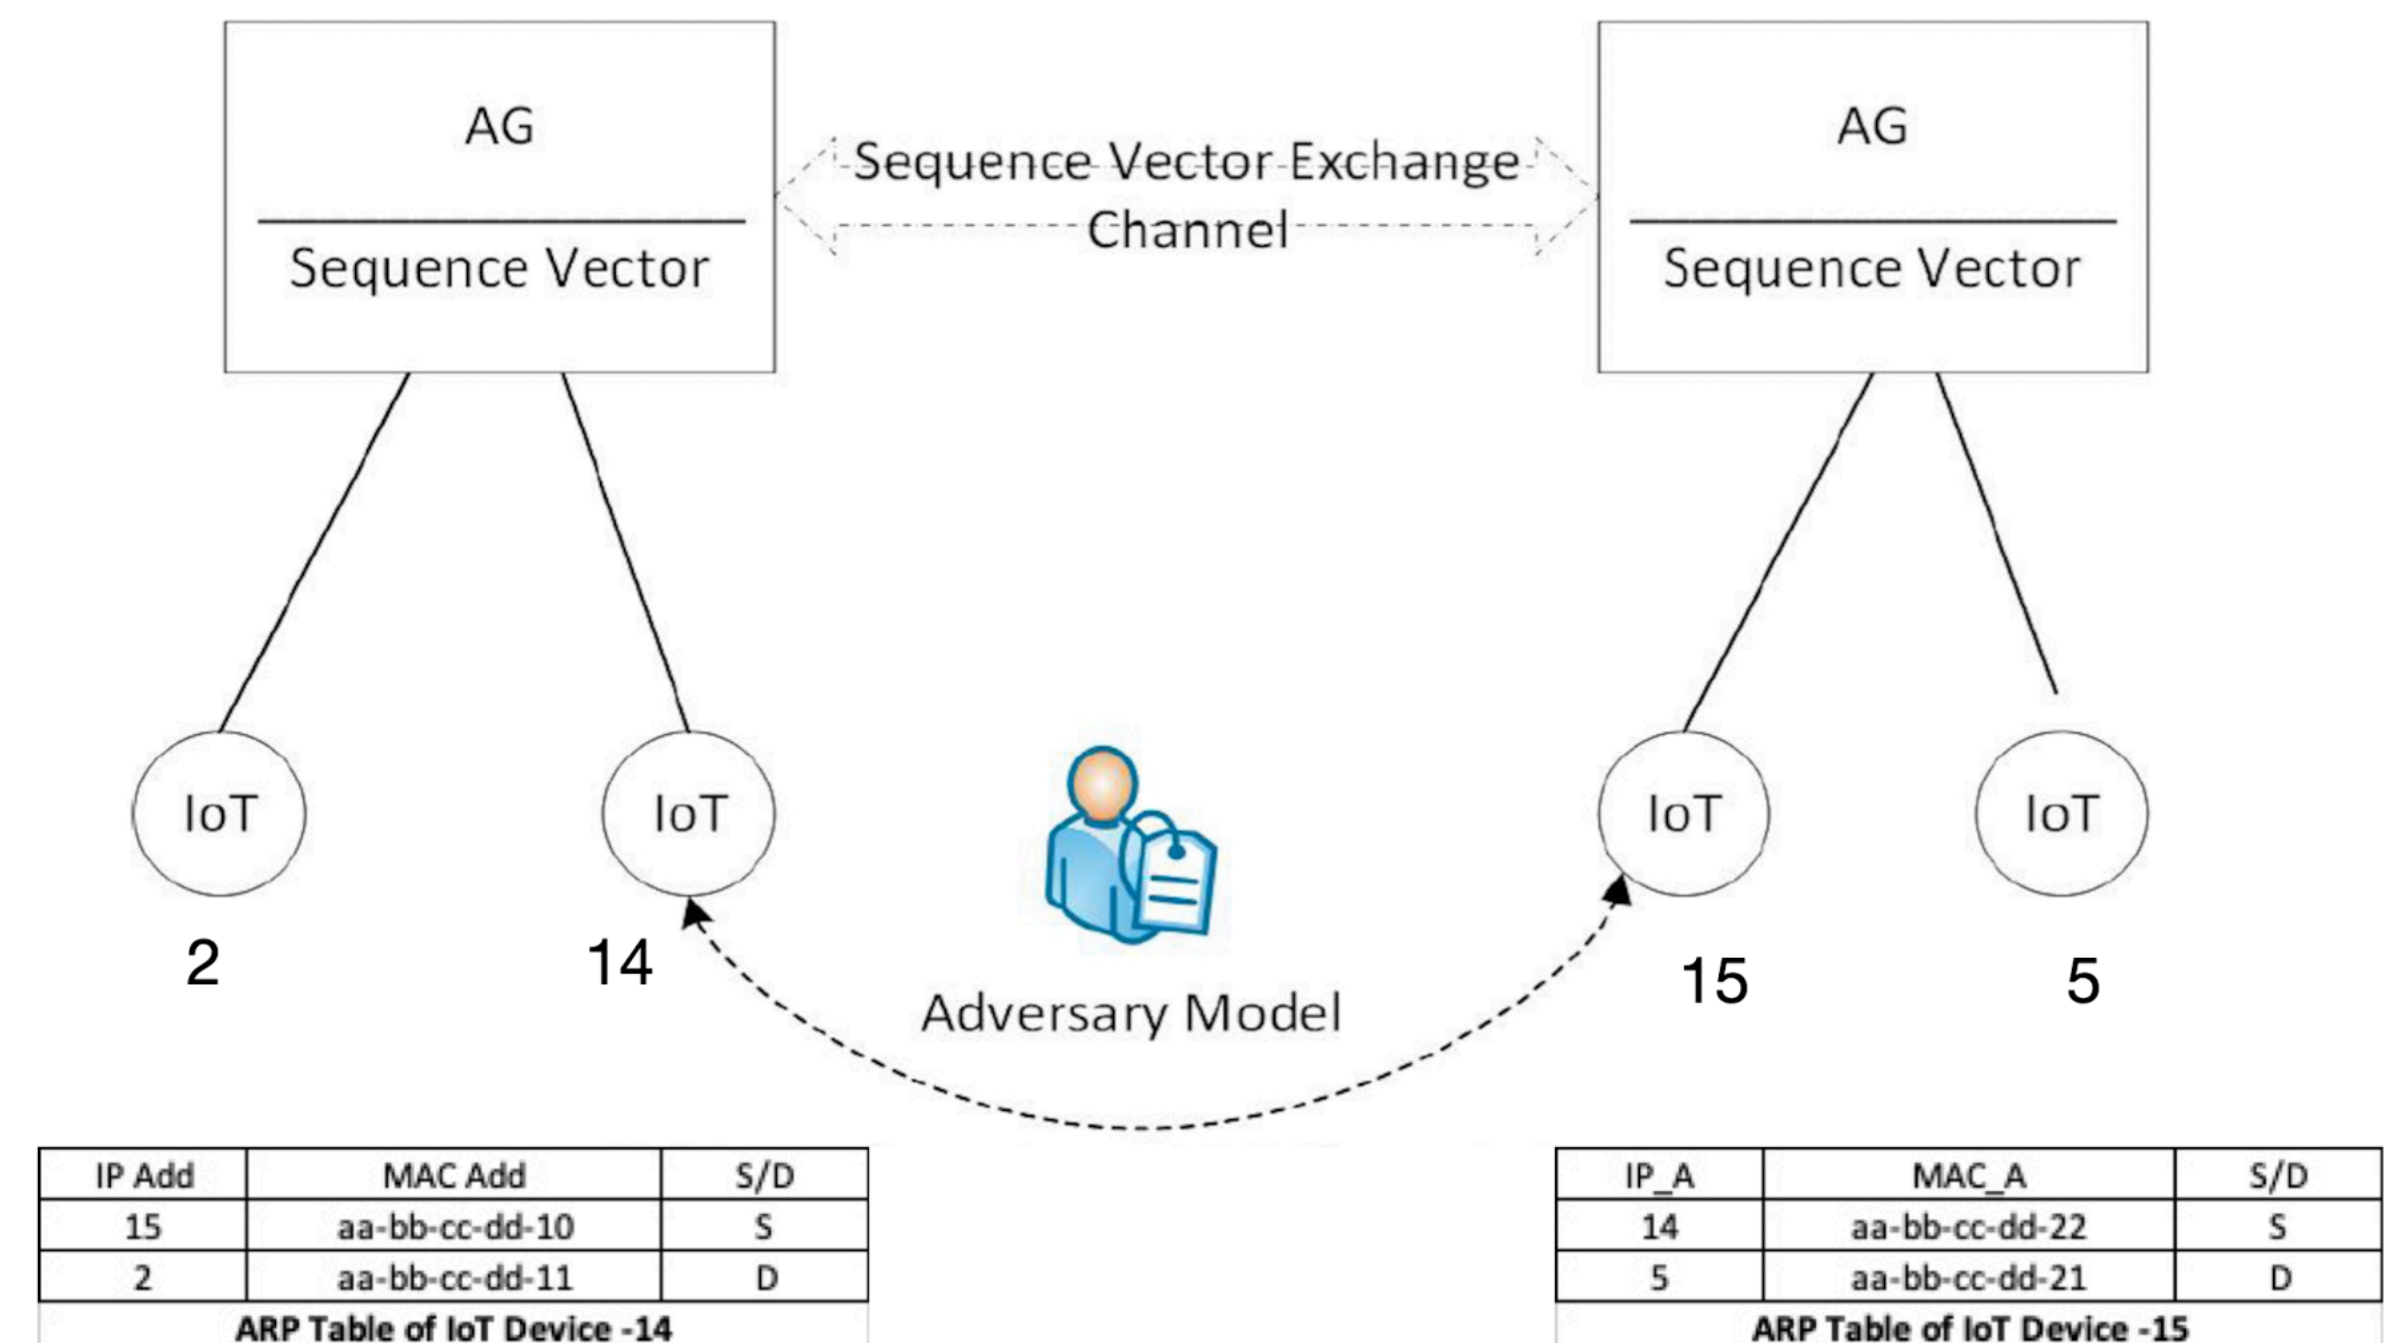 AG
Sequence Vector
Sequence Vector Exchange
Channel
AG
Sequence Vector
IoT
IoT
IoT
IoT
2
14
15
5
Adversary Model
IP Add MAC Add S/D
15 aa-bb-cc-dd-10 S
2 aa-bb-cc-dd-11 D
ARP Table of IoT Device -14
IP_A MAC_A S/D
14 aa-bb-cc-dd-22 S
5 aa-bb-cc-dd-21 D
ARP Table of IoT Device -15